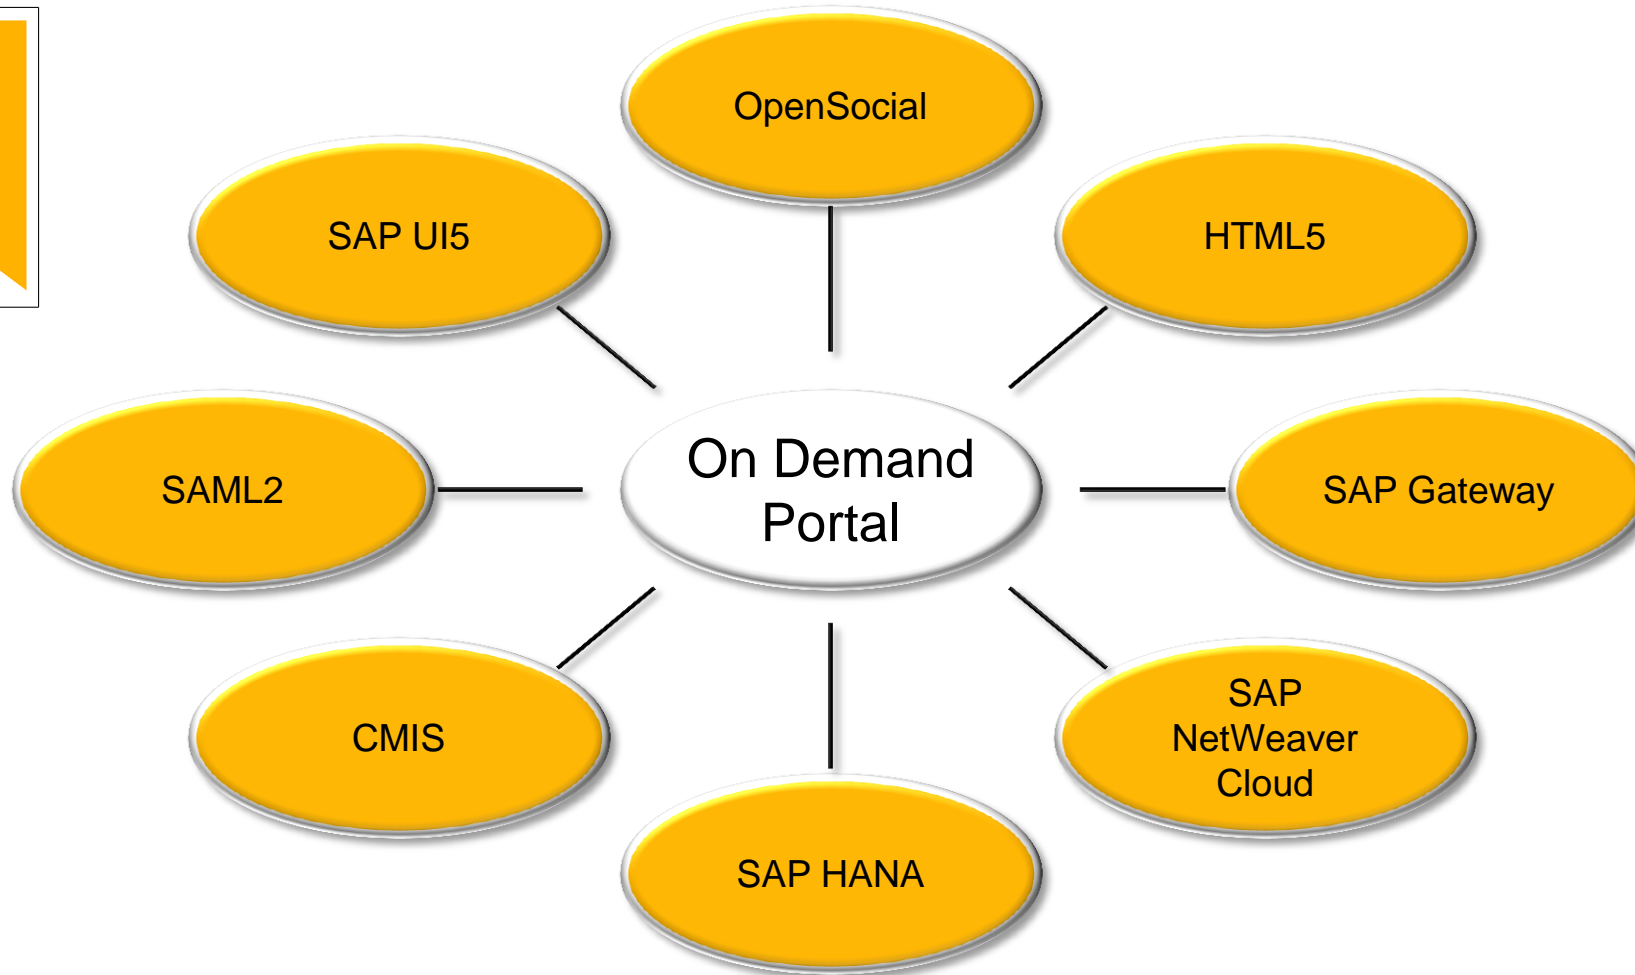 OpenSocial
SAP UI5
HTML5
On Demand
Portal
SAML2
SAP Gateway
CMIS
SAP
NetWeaver
Cloud
SAP HANA